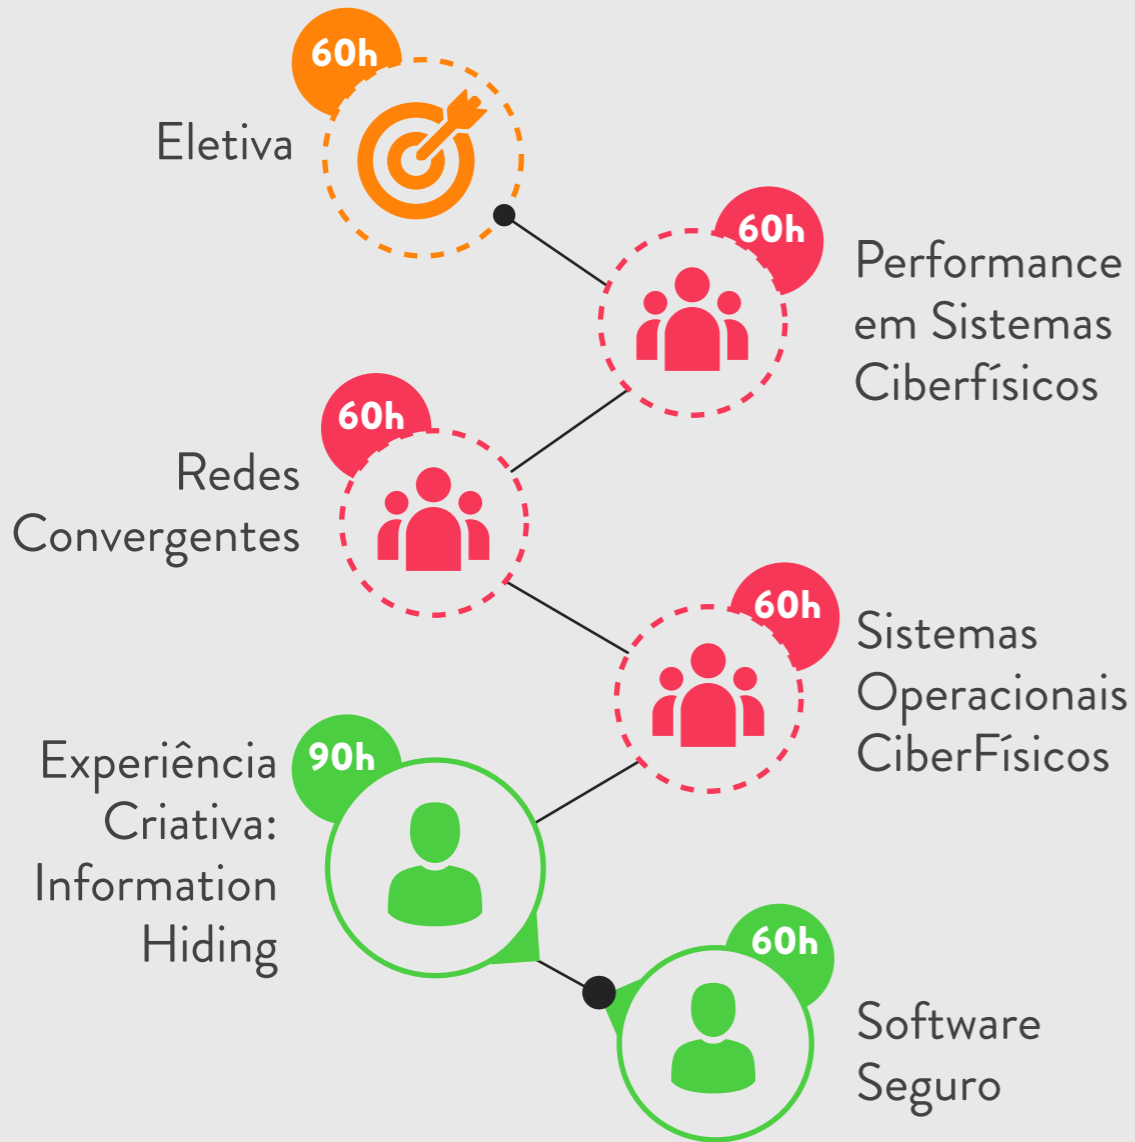 60h
Eletiva
60h
Performance
em Sistemas
Ciberfísicos
60h
Redes
Convergentes
60h
Sistemas
Operacionais
CiberFísicos
90h
Experiência
Criativa:
Information
Hiding
60h
Software
Seguro